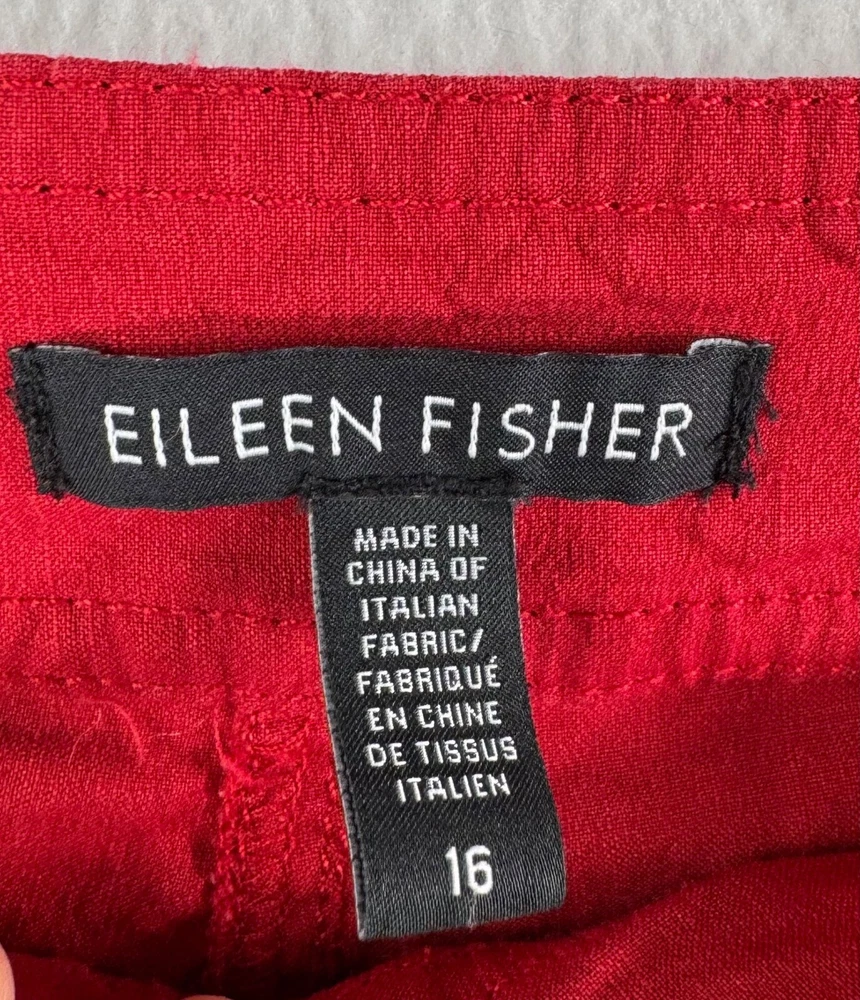 EILEEN FISHER
MADE IN
CHINA OF
ITALIAN
FABRIC/
FABRIQUÉ
EN CHINE
DE TISSUS
ITALIEN
16